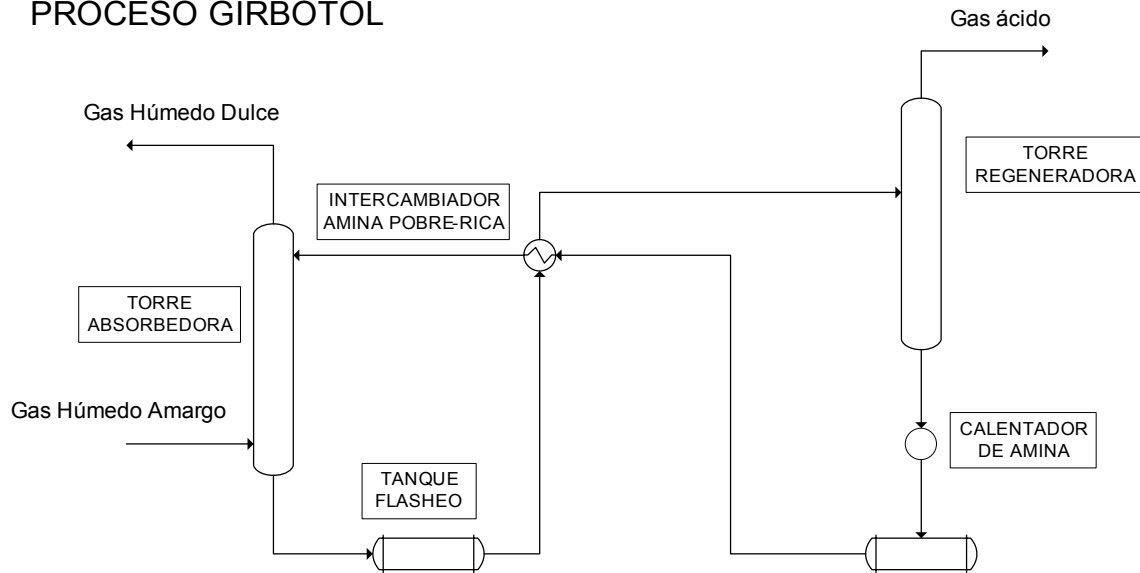 PROCESO GIRBOTOL
Gas ácido
Gas Húmedo Dulce
TORRE
REGENERADORA
INTERCAMBIADOR
AMINA POBRE-RICA
TORRE
ABSORBEDORA
Gas Húmedo Amargo
CALENTADOR
DE AMINA
TANQUE
FLASHEO